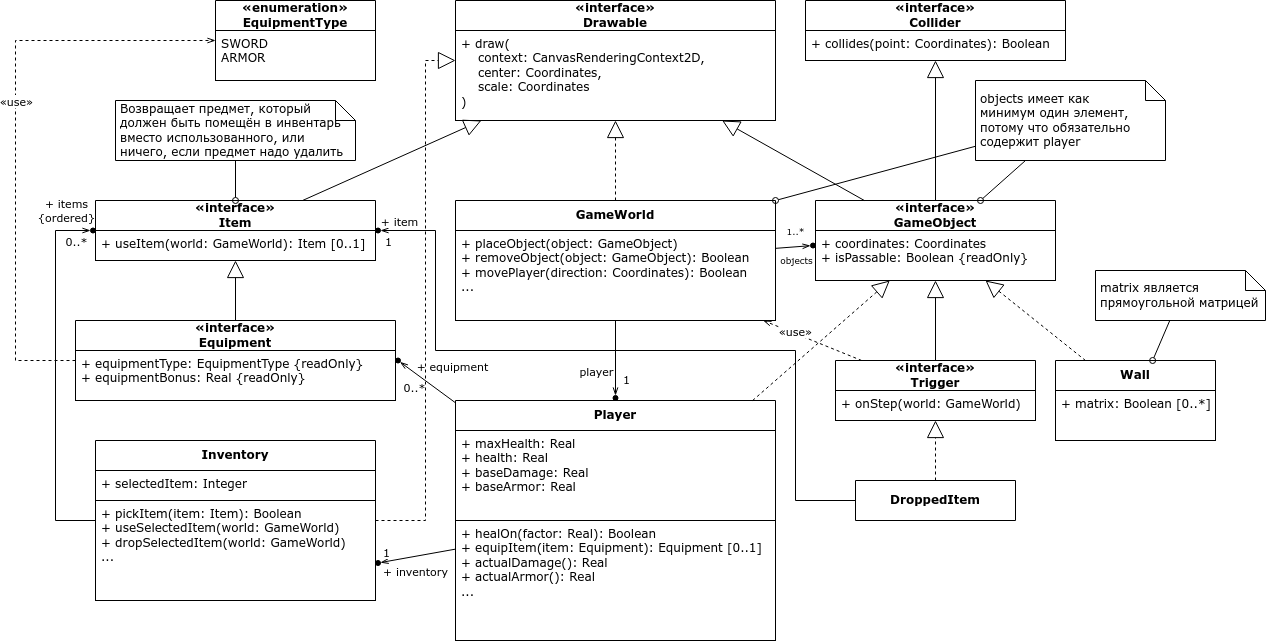 «enumeration»
EquipmentType
SWORD
ARMOR
«interface»
Drawable
+ draw(
context: CanvasRenderingContext2D,
center: Coordinates,
scale: Coordinates
)
«interface»
Collider
+ collides(point: Coordinates): Boolean
«use»
Возвращает предмет, который
должен быть помещён в инвентарь
вместо использованного, или
ничего, если предмет надо удалить
objects имеет как
минимум один элемент,
потому что обязательно
содержит player
+ items
{ordered}
0..*
«interface»
Item
+ useItem(world: GameWorld): Item [0..1]
+ item
1
GameWorld
+ placeObject(object: GameObject)
+ removeObject(object: GameObject): Boolean
+ movePlayer(direction: Coordinates): Boolean
...
1..*
objects
«interface»
GameObject
+ coordinates: Coordinates
+ isPassable: Boolean {readOnly}
matrix является
прямоугольной матрицей
«interface»
Equipment
+ equipmentType: EquipmentType {readOnly}
+ equipmentBonus: Real {readOnly}
+ equipment
0..*
player
1
«use»
«interface»
Trigger
+ onStep(world: GameWorld)
Wall
+ matrix: Boolean [0..*]
Inventory
+ selectedItem: Integer
+ pickItem(item: Item): Boolean
+ useSelectedItem(world: GameWorld)
+ dropSelectedItem(world: GameWorld)
...
1
+ inventory
Player
+ maxHealth: Real
+ health: Real
+ baseDamage: Real
+ baseArmor: Real
+ healOn(factor: Real): Boolean
+ equipItem(item: Equipment): Equipment [0..1]
+ actualDamage(): Real
+ actualArmor(): Real
...
DroppedItem